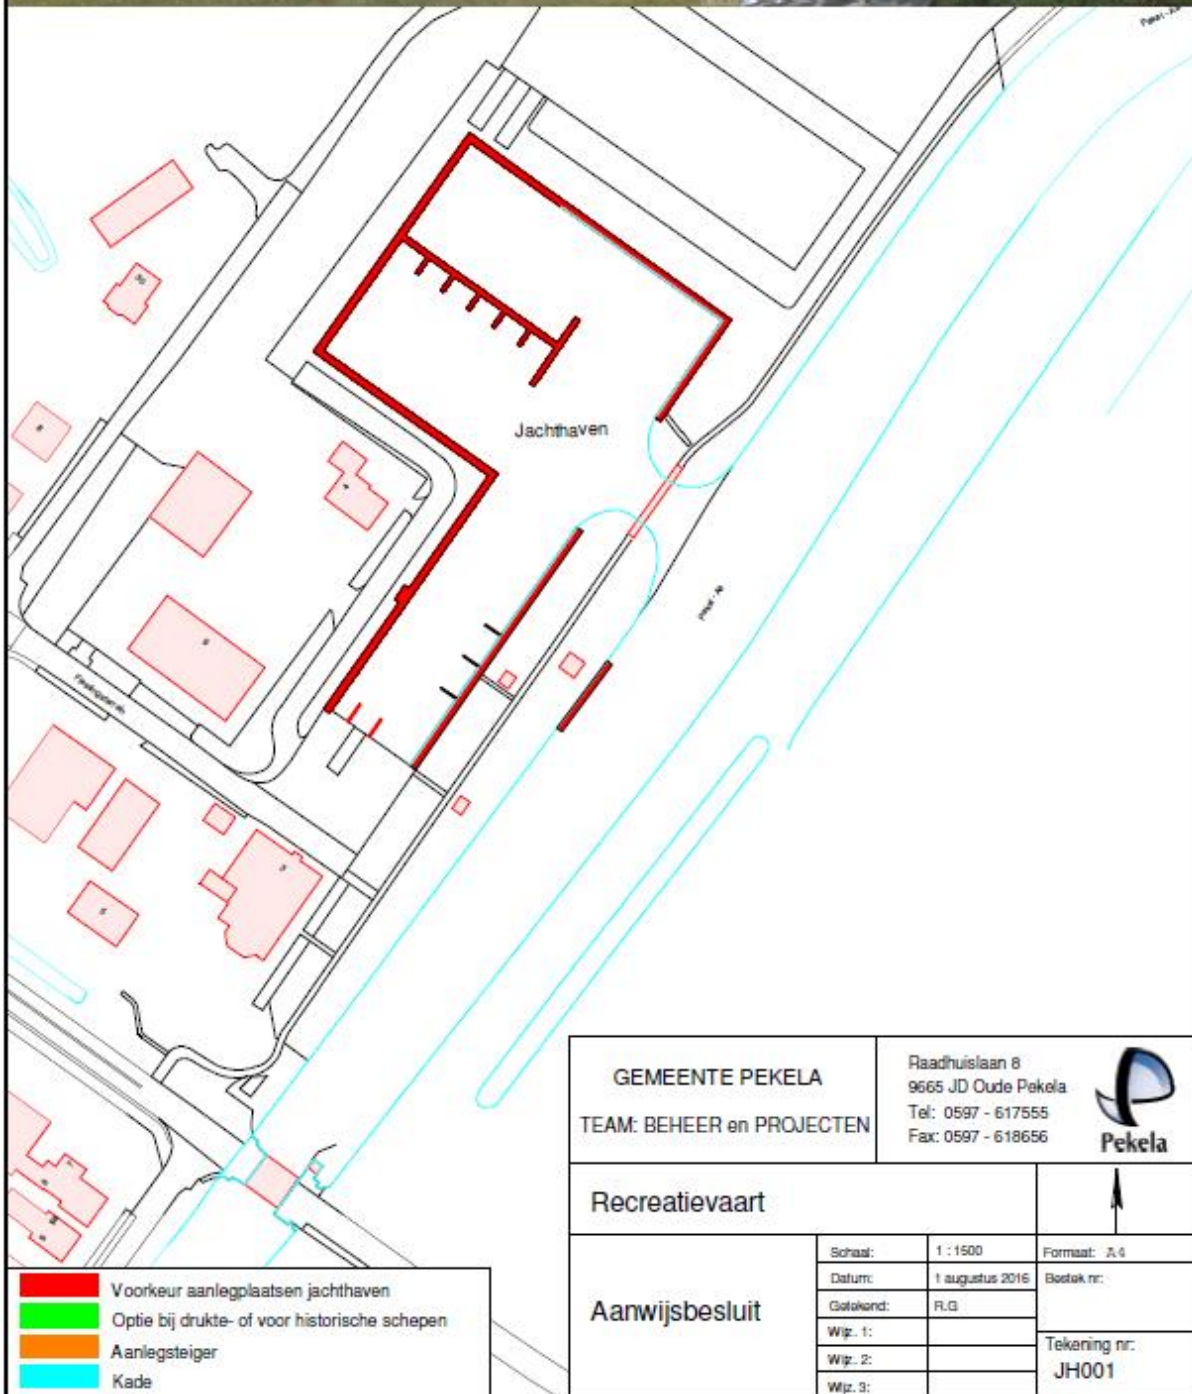 Jachthaven
GEMEENTE PEKELA
TEAM: BEHEER en PROJECTEN
Raadhuislaan 8
9665 JD Oude Pekela
Tel: 0597 - 617555
Fax: 0597 - 618656
Pekela
Recreatievaart
Aanwijsbesluit
Schaal: 1 : 1500
Datum: 1 augustus 2016
Getekend: R.G
Wijz. 1:
Wijz. 2:
Wijz. 3:
Formaat: A4
Bestek nr:
Tekening nr:
JH001
Voorkeur aanlegplaatsen jachthaven
Optie bij drukte- of voor historische schepen
Aanlegsteiger
Kade